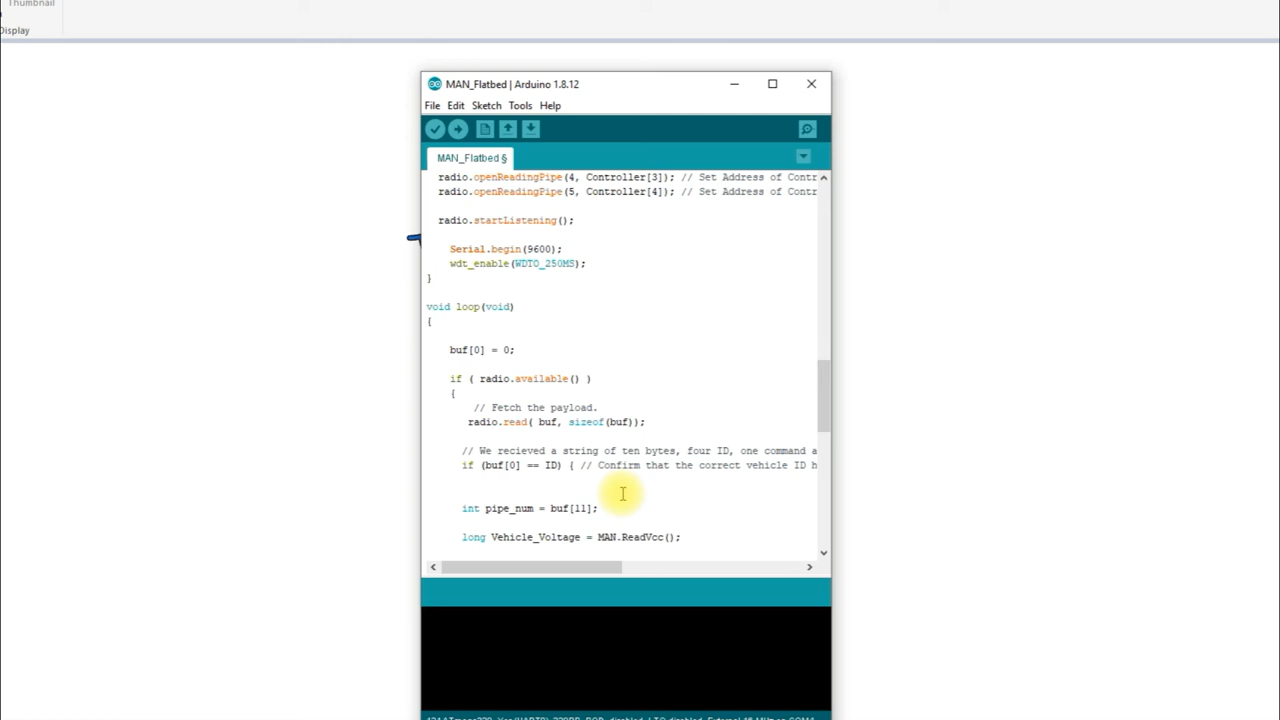 Thumbnail
Display
MAN_Flatbed | Arduino 1.8.12
File Edit Sketch Tools Help
MAN_Flatbed §
radio.openReadingPipe(4, Controller[3]); // Set Address of Contr
radio.openReadingPipe(5, Controller[4]); // Set Address of Contr
radio.startListening();
Serial.begin(9600);
wdt_enable(WDTO_250MS);
}
void loop(void)
{
buf[0] = 0;
if ( radio.available() )
{
// Fetch the payload.
radio.read( buf, sizeof(buf));
// We recieved a string of ten bytes, four ID, one command a
if (buf[0] == ID) { // Confirm that the correct vehicle ID h
int pipe_num = buf[11];
long Vehicle_Voltage = MAN.ReadVcc();